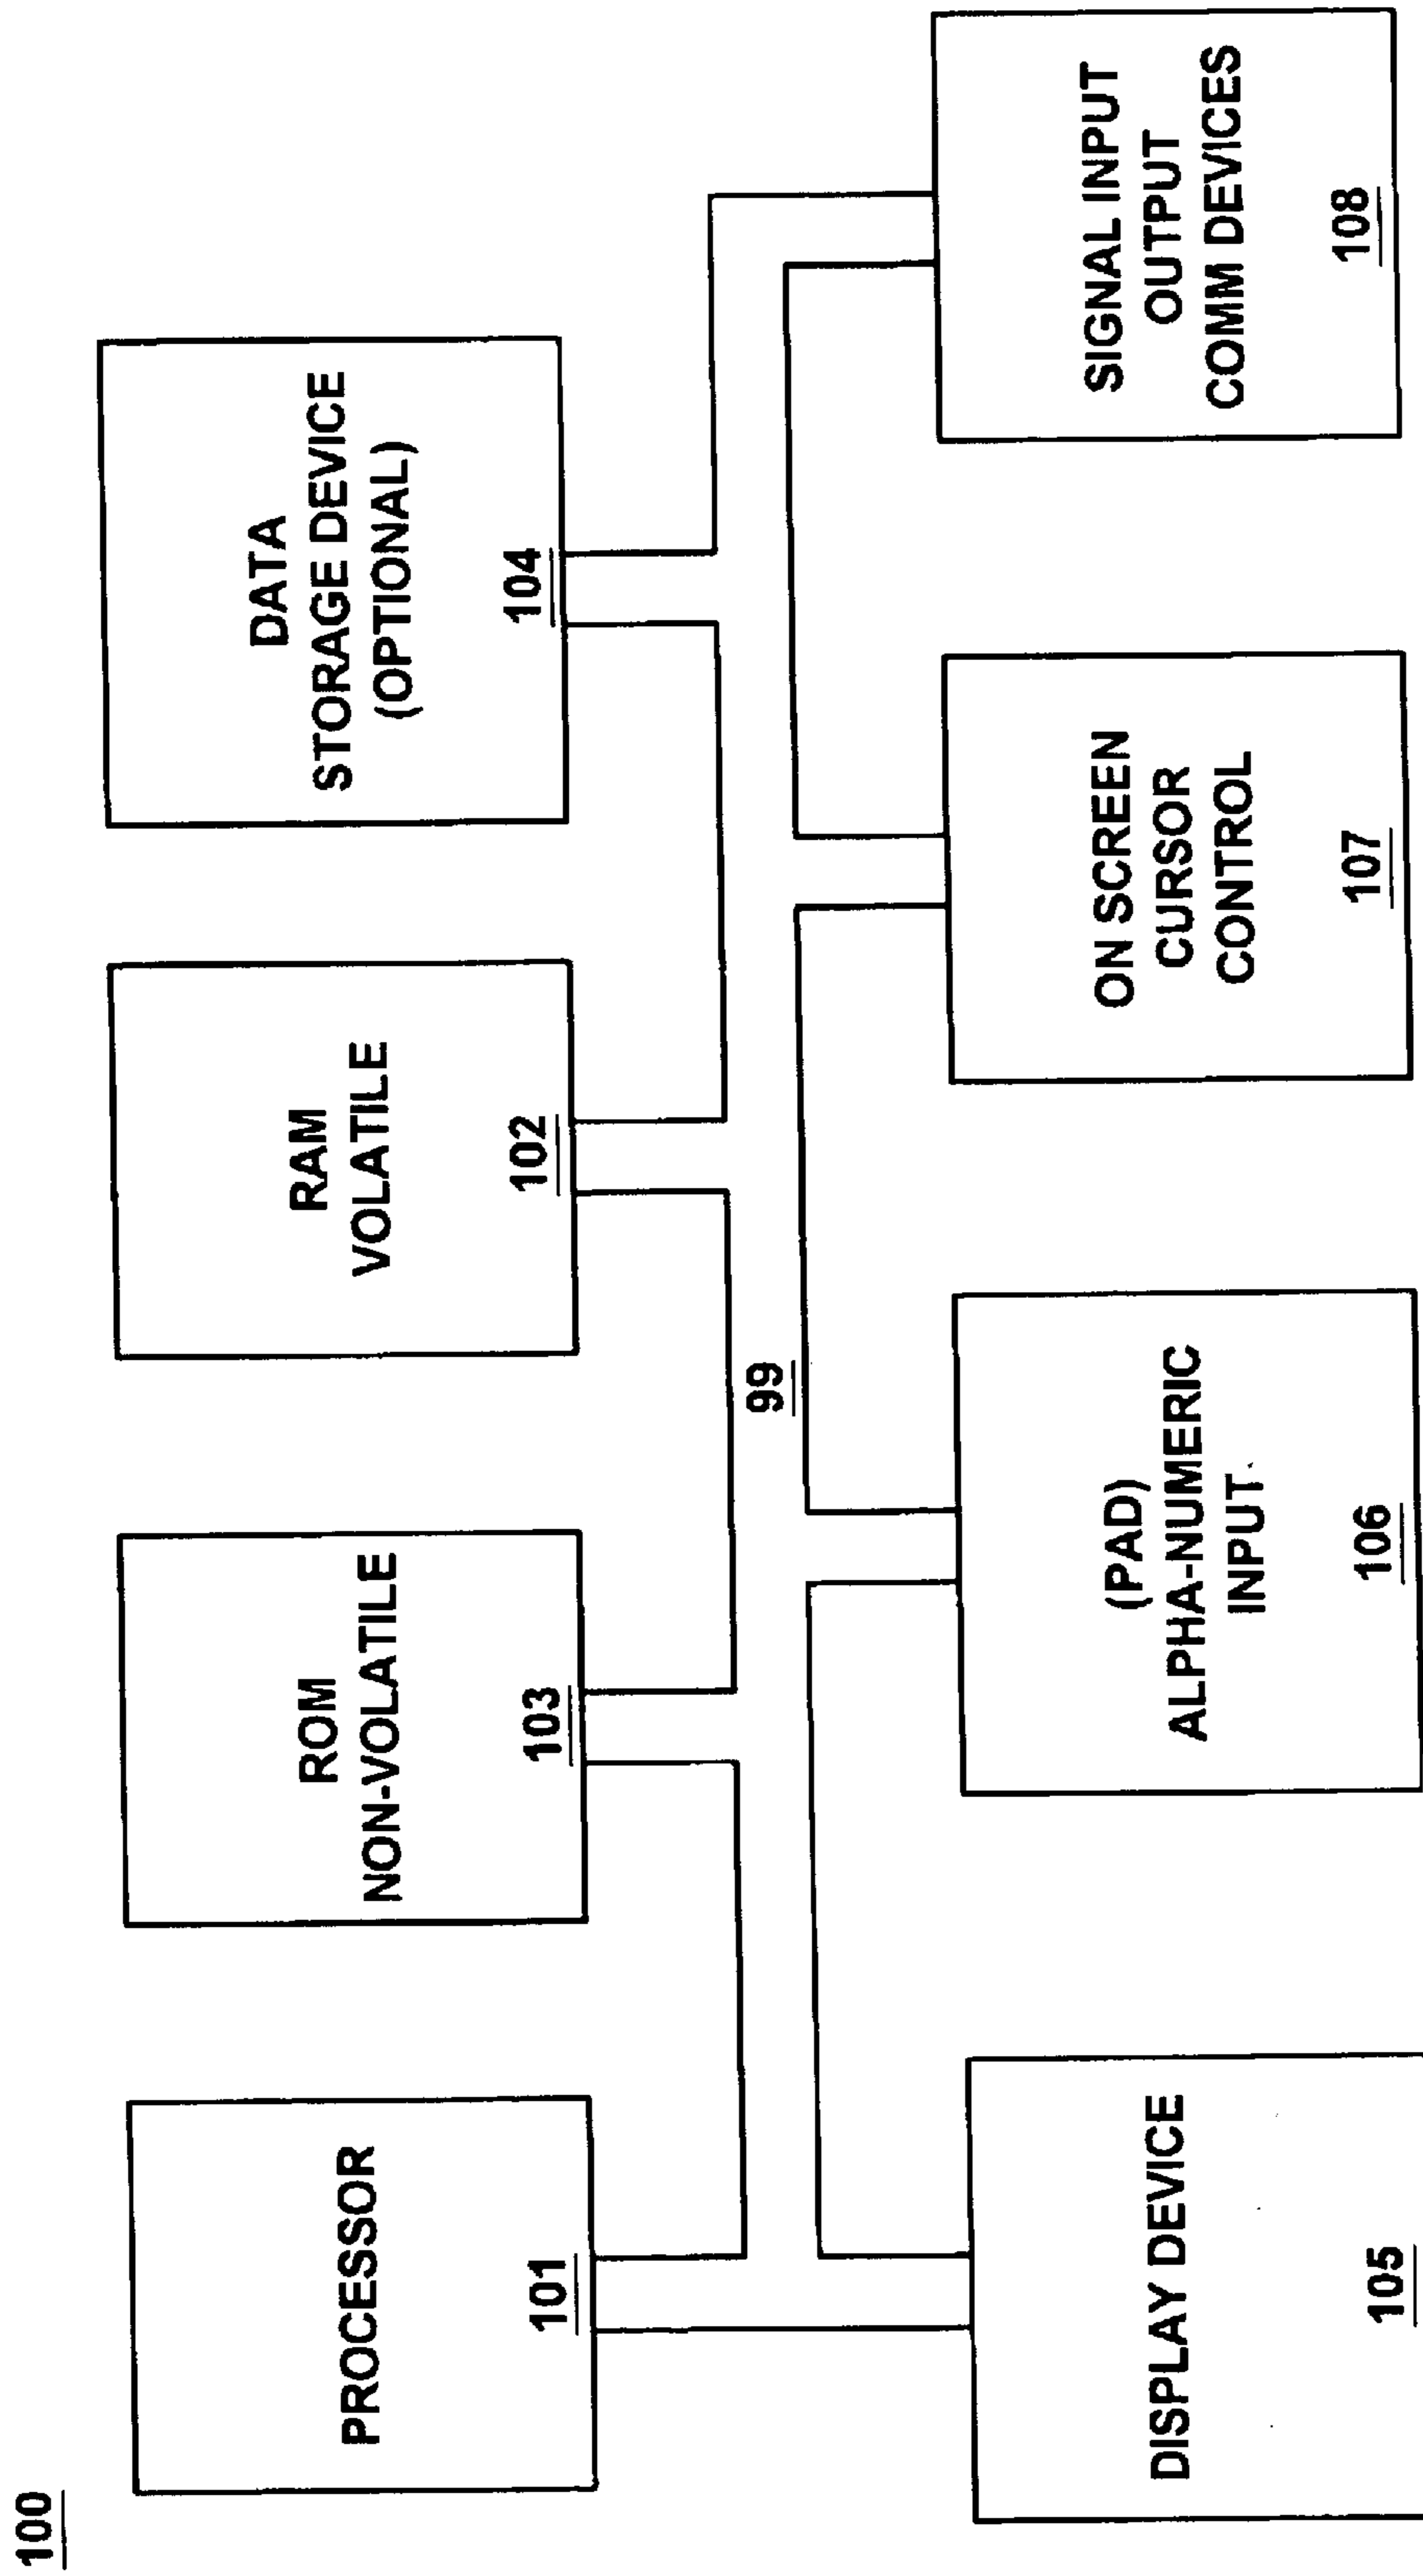 100
PROCESSOR
101
ROM
NON-VOLATILE
103
RAM
VOLATILE
102
DATA
STORAGE DEVICE
(OPTIONAL)
104
99
DISPLAY DEVICE
105
(PAD)
ALPHA-NUMERIC
INPUT
106
ON SCREEN
CURSOR
CONTROL
107
SIGNAL INPUT
OUTPUT
COMM DEVICES
108